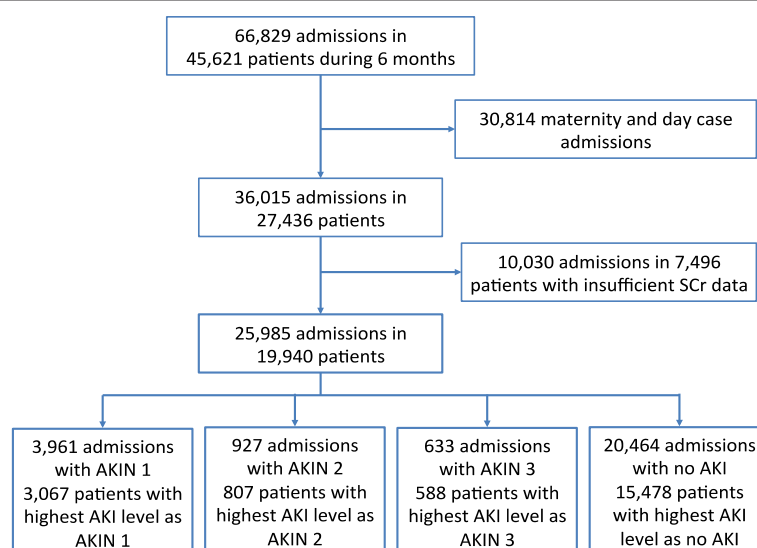 66,829 admissions in
45,621 patients during 6 months
30,814 maternity and day case
admissions
36,015 admissions in
27,436 patients
10,030 admissions in 7,496
patients with insufficient SCr data
25,985 admissions in
19,940 patients
3,961 admissions
with AKIN 1
3,067 patients with
highest AKI level as
AKIN 1
927 admissions
with AKIN 2
807 patients with
highest AKI level as
AKIN 2
633 admissions
with AKIN 3
588 patients with
highest AKI level as
AKIN 3
20,464 admissions
with no AKI
15,478 patients
with highest AKI
level as no AKI